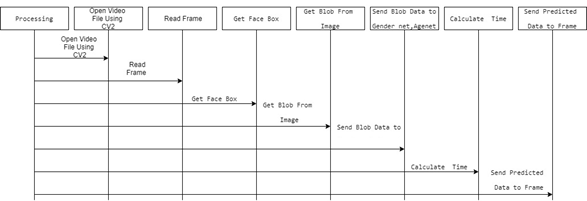 Processing
Open Video
File Using
CV2
Read Frame
Get Face Box
Get Blob From
Image
Send Blob Data to
Gender net,Agenet
Calculate Time
Send Predicted
Data to Frame
Open Video
File Using
CV2
Read
Frame
Get Face Box
Get Blob From
Image
Send Blob Data to
Calculate Time
Send Predicted
Data to Frame